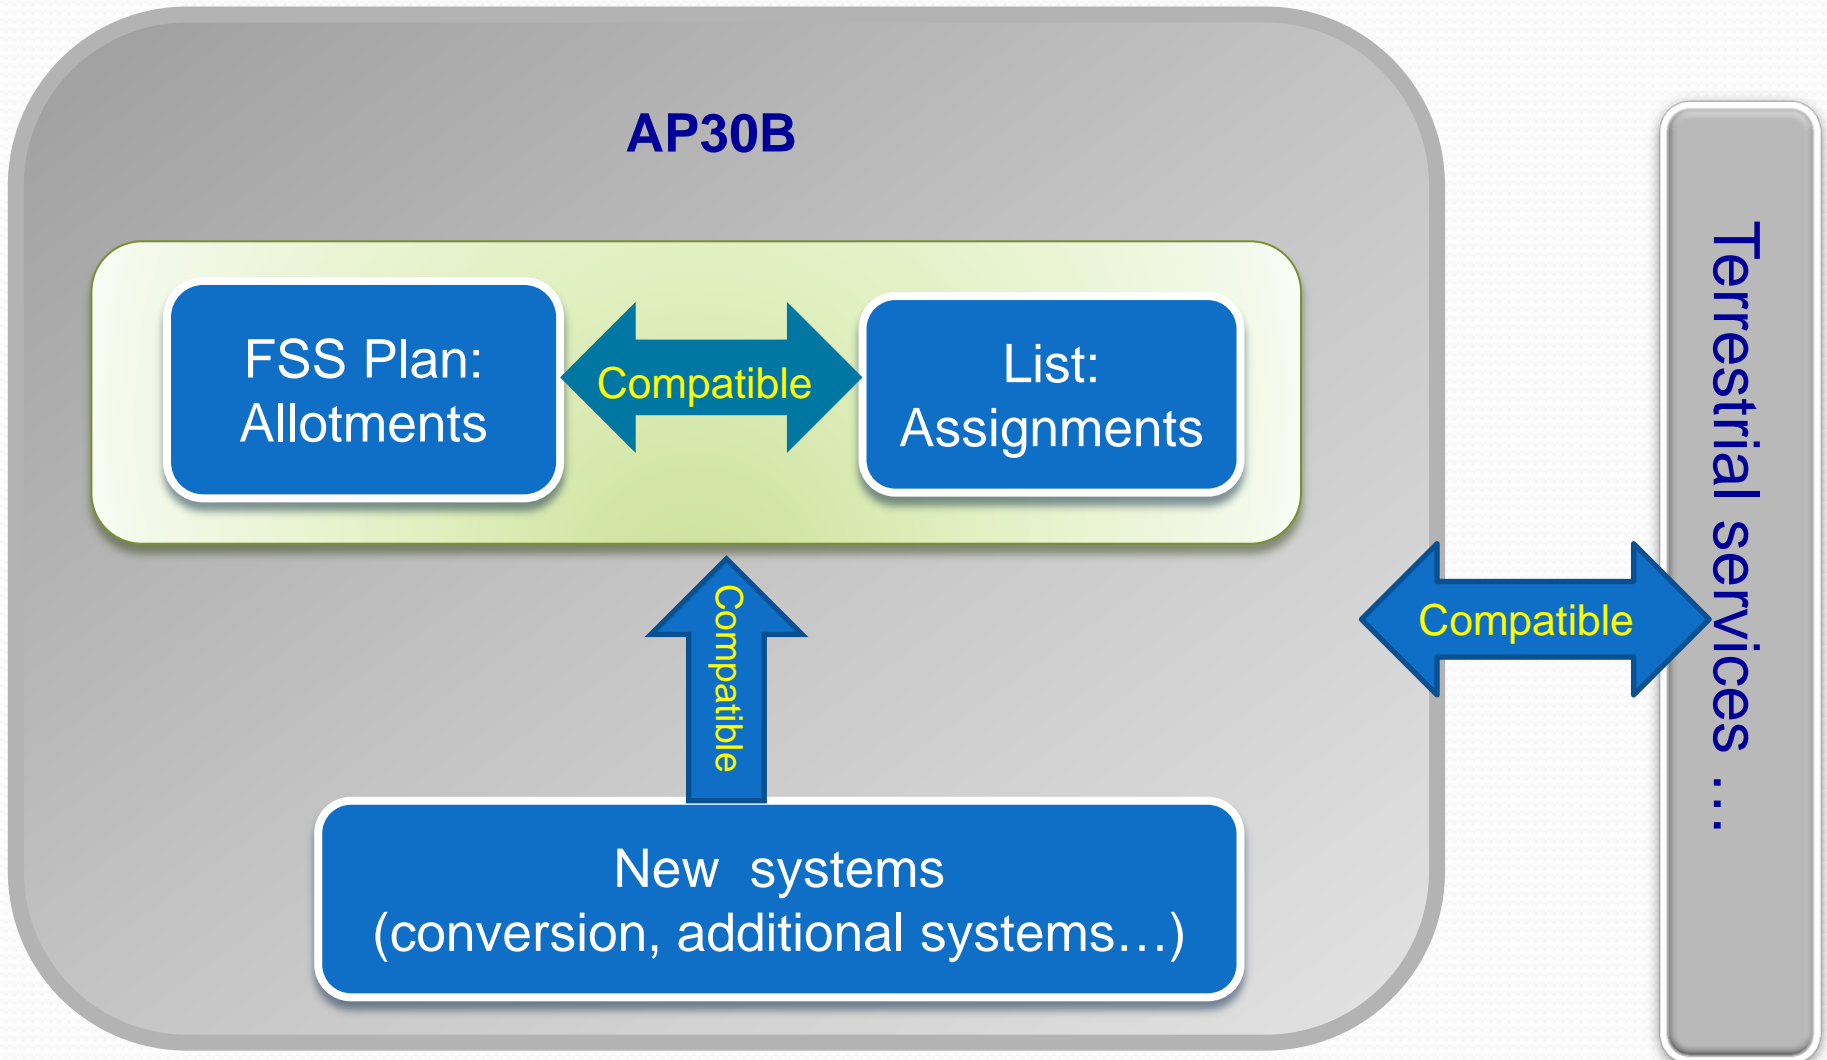 AP30B
FSS Plan:
Allotments
Compatible
List:
Assignments
Compatible
New  systems
(conversion, additional systems…)
Compatible
Terrestrial services …